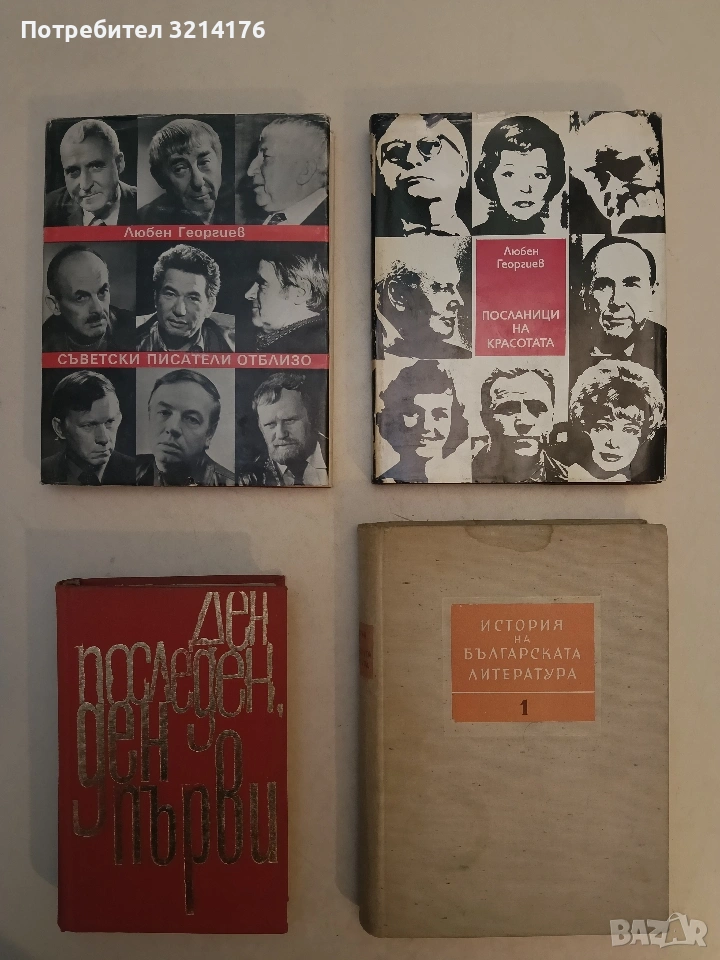 Потребител 3214176
Любен Георгиев
СЪВЕТСКИ ПИСАТЕЛИ ОТБЛИЗО
Любен
Георгиев
ПОСЛАНИЦИ
НА
КРАСОТАТА
ден
последен,
ден
първи
ИСТОРИЯ
НА
БЪЛГАРСКАТА
ЛИТЕРАТУРА
1
BAZAR